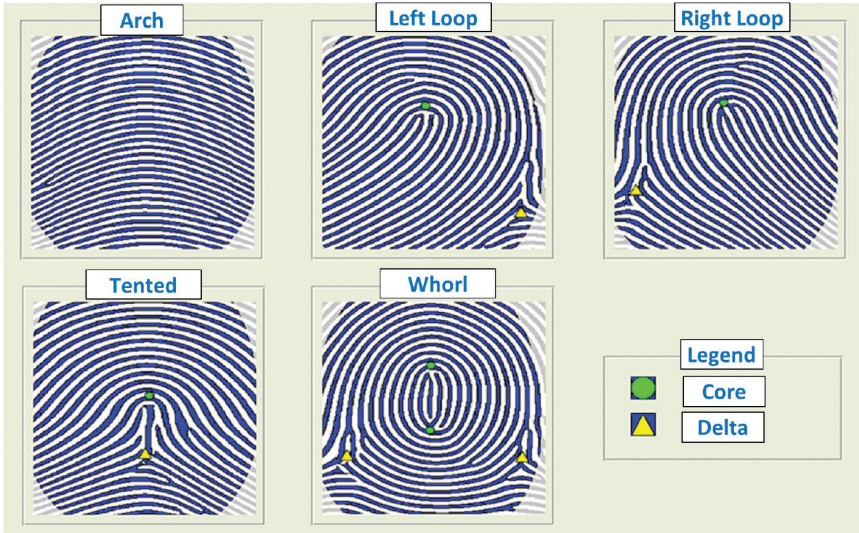 Arch
Left Loop
Right Loop
Tented
Whorl
Legend
Core
Delta